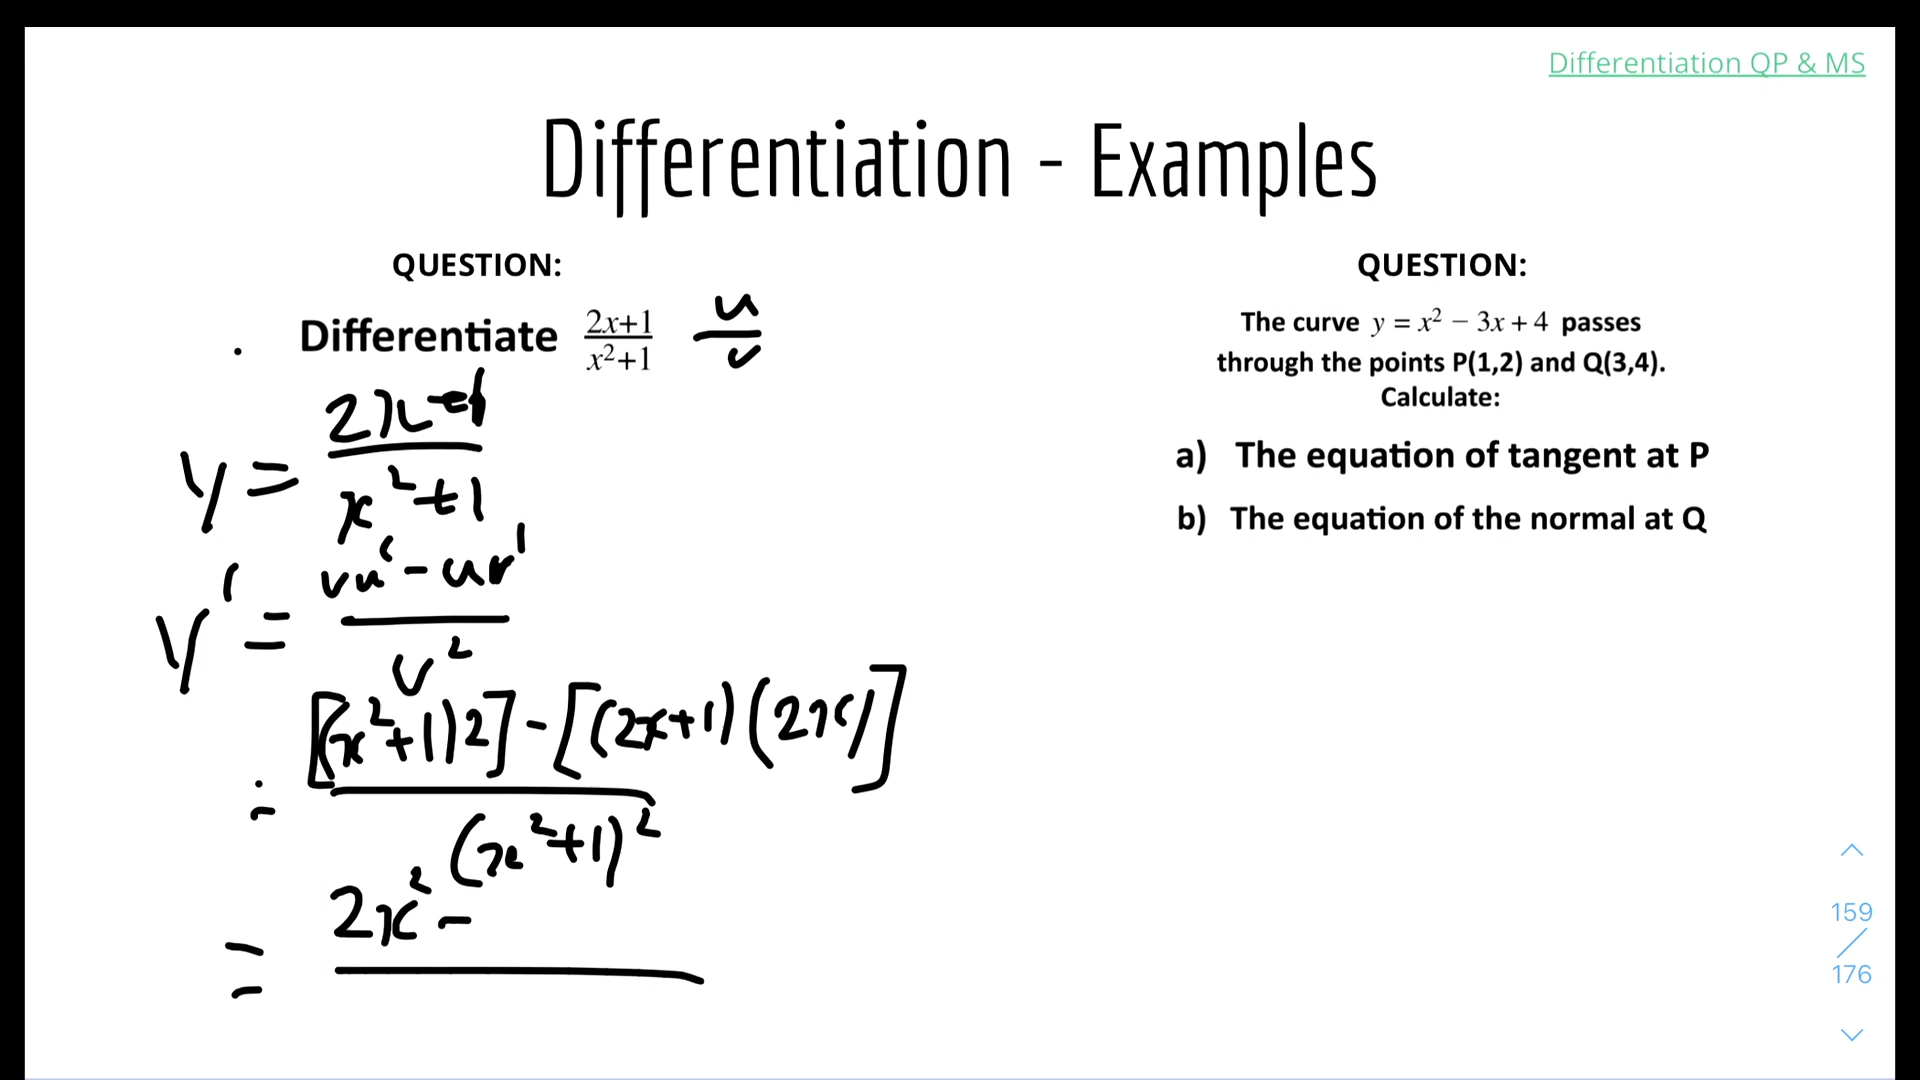 Differentiation QP & MS
Differentiation - Examples
QUESTION:
. Differentiate 2x+1/x²+1 u/v
y = 2x+1/x²+1
y' = vu' - uv'/v²
= [(x²+1)2] - [(2x+1)(2x)]/(x²+1)²
= 2x² -
QUESTION:
The curve y = x² − 3x + 4 passes
through the points P(1,2) and Q(3,4).
Calculate:
a) The equation of tangent at P
b) The equation of the normal at Q
159
/
176